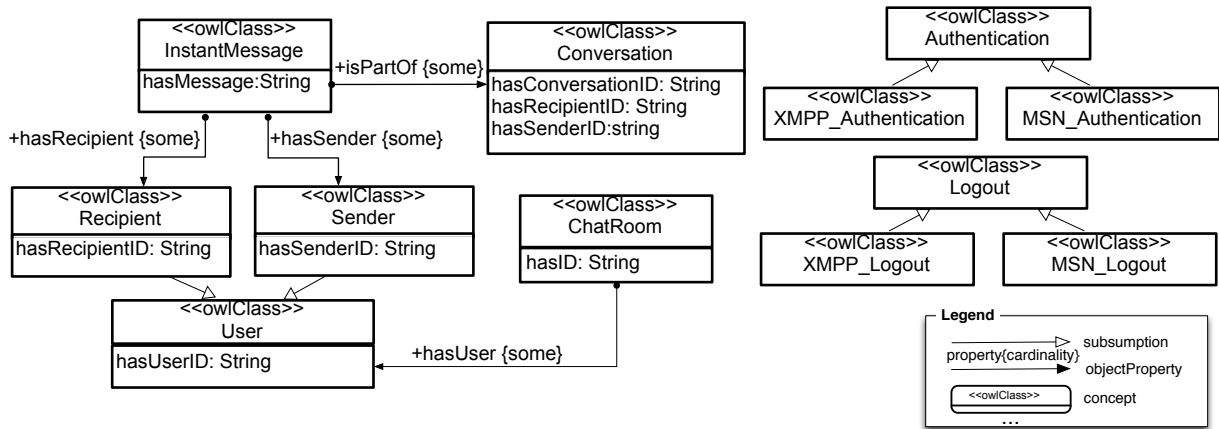 <<owlClass>>
InstantMessage
hasMessage:String
+isPartOf {some}
<<owlClass>>
Conversation
hasConversationID: String
hasRecipientID: String
hasSenderID:string
<<owlClass>>
Authentication
<<owlClass>>
XMPP_Authentication
<<owlClass>>
MSN_Authentication
+hasRecipient {some}
+hasSender {some}
<<owlClass>>
Recipient
hasRecipientID: String
<<owlClass>>
Sender
hasSenderID: String
<<owlClass>>
ChatRoom
hasID: String
<<owlClass>>
Logout
<<owlClass>>
XMPP_Logout
<<owlClass>>
MSN_Logout
<<owlClass>>
User
hasUserID: String
+hasUser {some}
Legend
subsumption
property{cardinality}
objectProperty
<<owlClass>>
concept
...